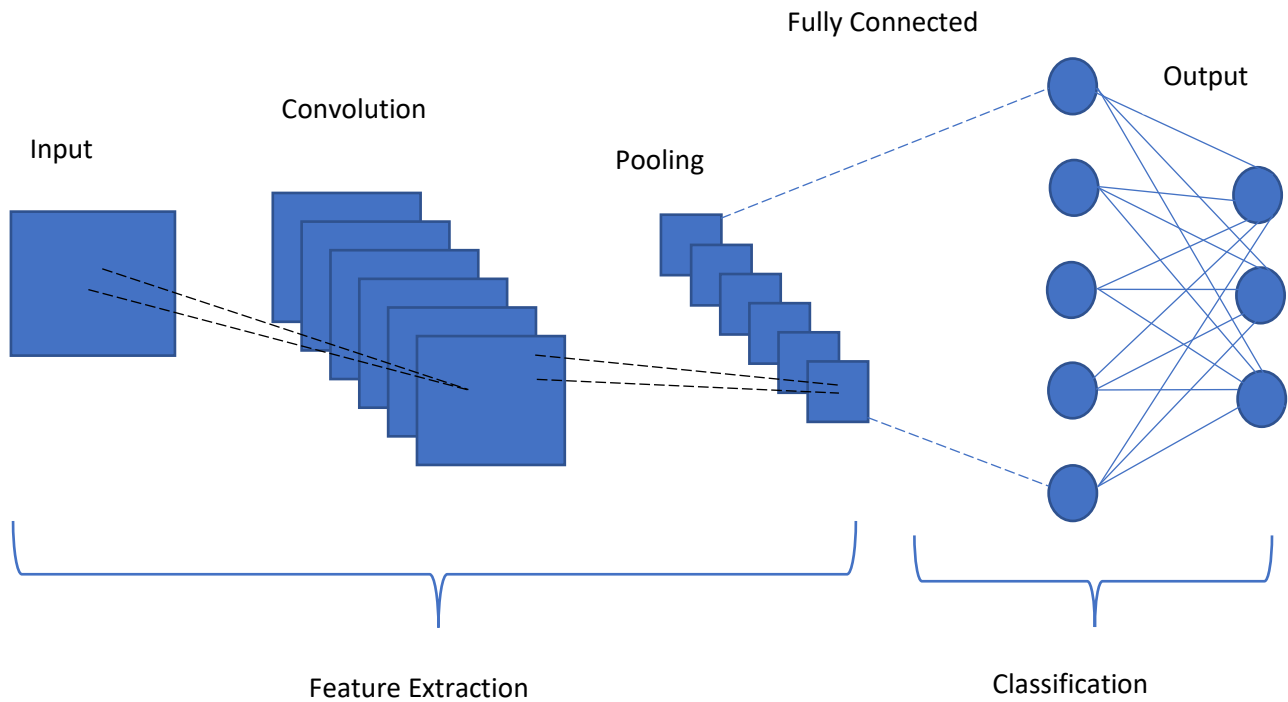 Fully Connected
Output
Convolution
Input
Pooling
Feature Extraction
Classification